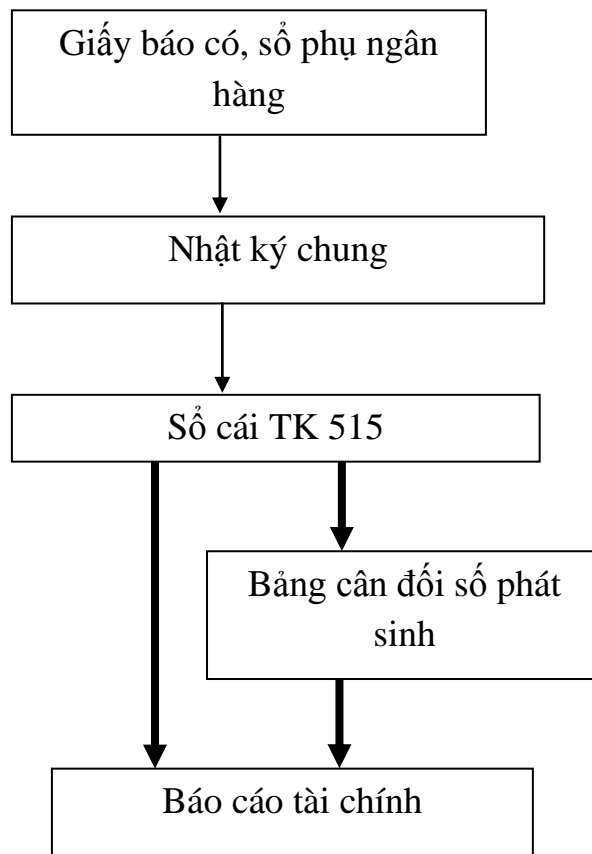 Giấy báo có, sổ phụ ngân
hàng
Nhật ký chung
Sổ cái TK 515
Bảng cân đối số phát
sinh
Báo cáo tài chính